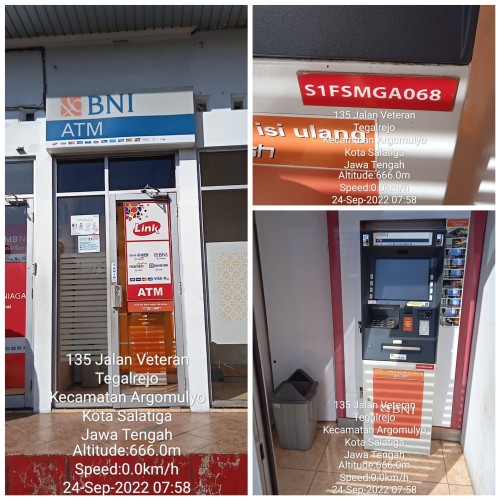 BNI
ATM
Link
BNI
ATM
NIAGA
135 Jalan Veteran
Tegalrejo
Kecamatan Argomulyo
Kota Salatiga
Jawa Tengah
Altitude:666.0m
Speed:0.0km/h
24-Sep-2022 07:58
S1FSMGA068
isi ulang
135 Jalan Veteran
Tegalrejo
Kecamatan Argomulyo
Kota Salatiga
Jawa Tengah
Altitude:666.0m
Speed:0.0km/h
24-Sep-2022 07:58
BNI
135 Jalan Veteran
Tegalrejo
Kecamatan Argomulyo
Kota Salatiga
Jawa Tengah
Altitude:666.0m
Speed:0.0km/h
24-Sep-2022 07:58